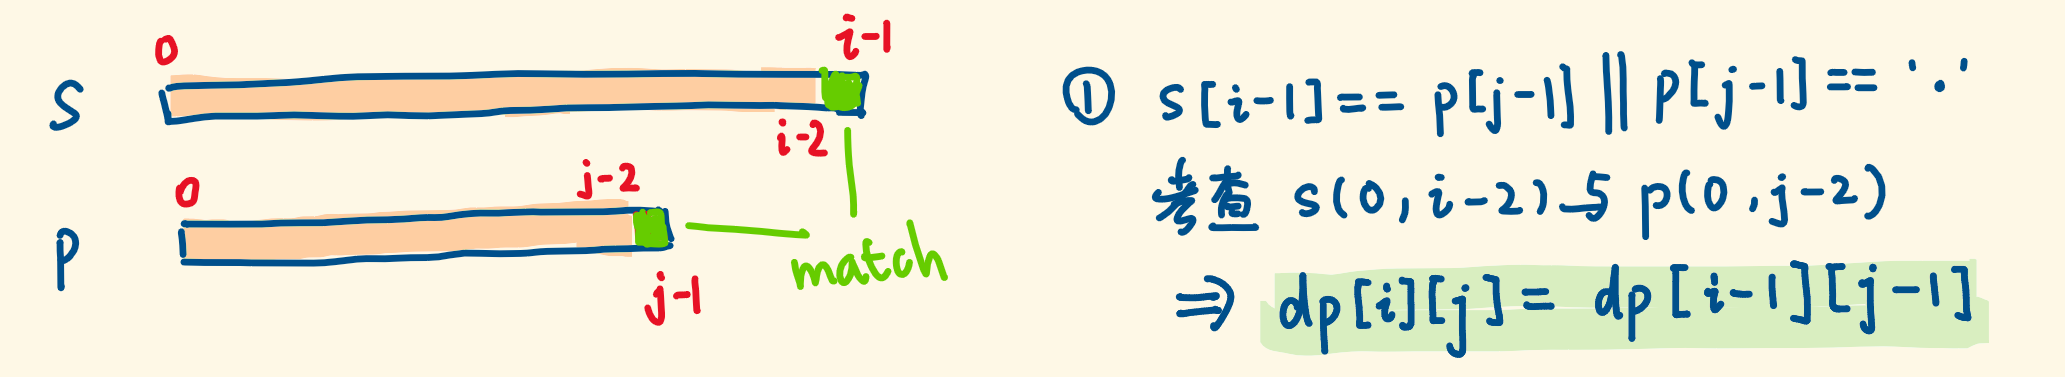 0
i-1
S
i-2
0
j-2
p
j-1
match
① s[i-1]== p[j-1] || p[j-1]== '.'
考查 s(0,i-2)与 p(0,j-2)
⇒ dp[i][j]= dp[i-1][j-1]